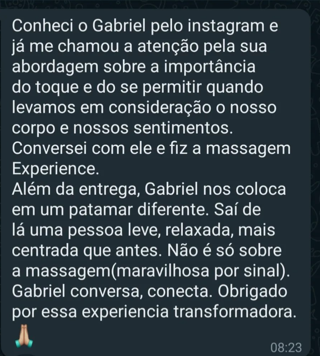 Conheci o Gabriel pelo instagram e
já me chamou a atenção pela sua
abordagem sobre a importância
do toque e do se permitir quando
levamos em consideração o nosso
corpo e nossos sentimentos.
Conversei com ele e fiz a massagem
Experience.
Além da entrega, Gabriel nos coloca
em um patamar diferente. Saí de
lá uma pessoa leve, relaxada, mais
centrada que antes. Não é só sobre
a massagem(maravilhosa por sinal).
Gabriel conversa, conecta. Obrigado
por essa experiencia transformadora.
🙏🏼
08:23